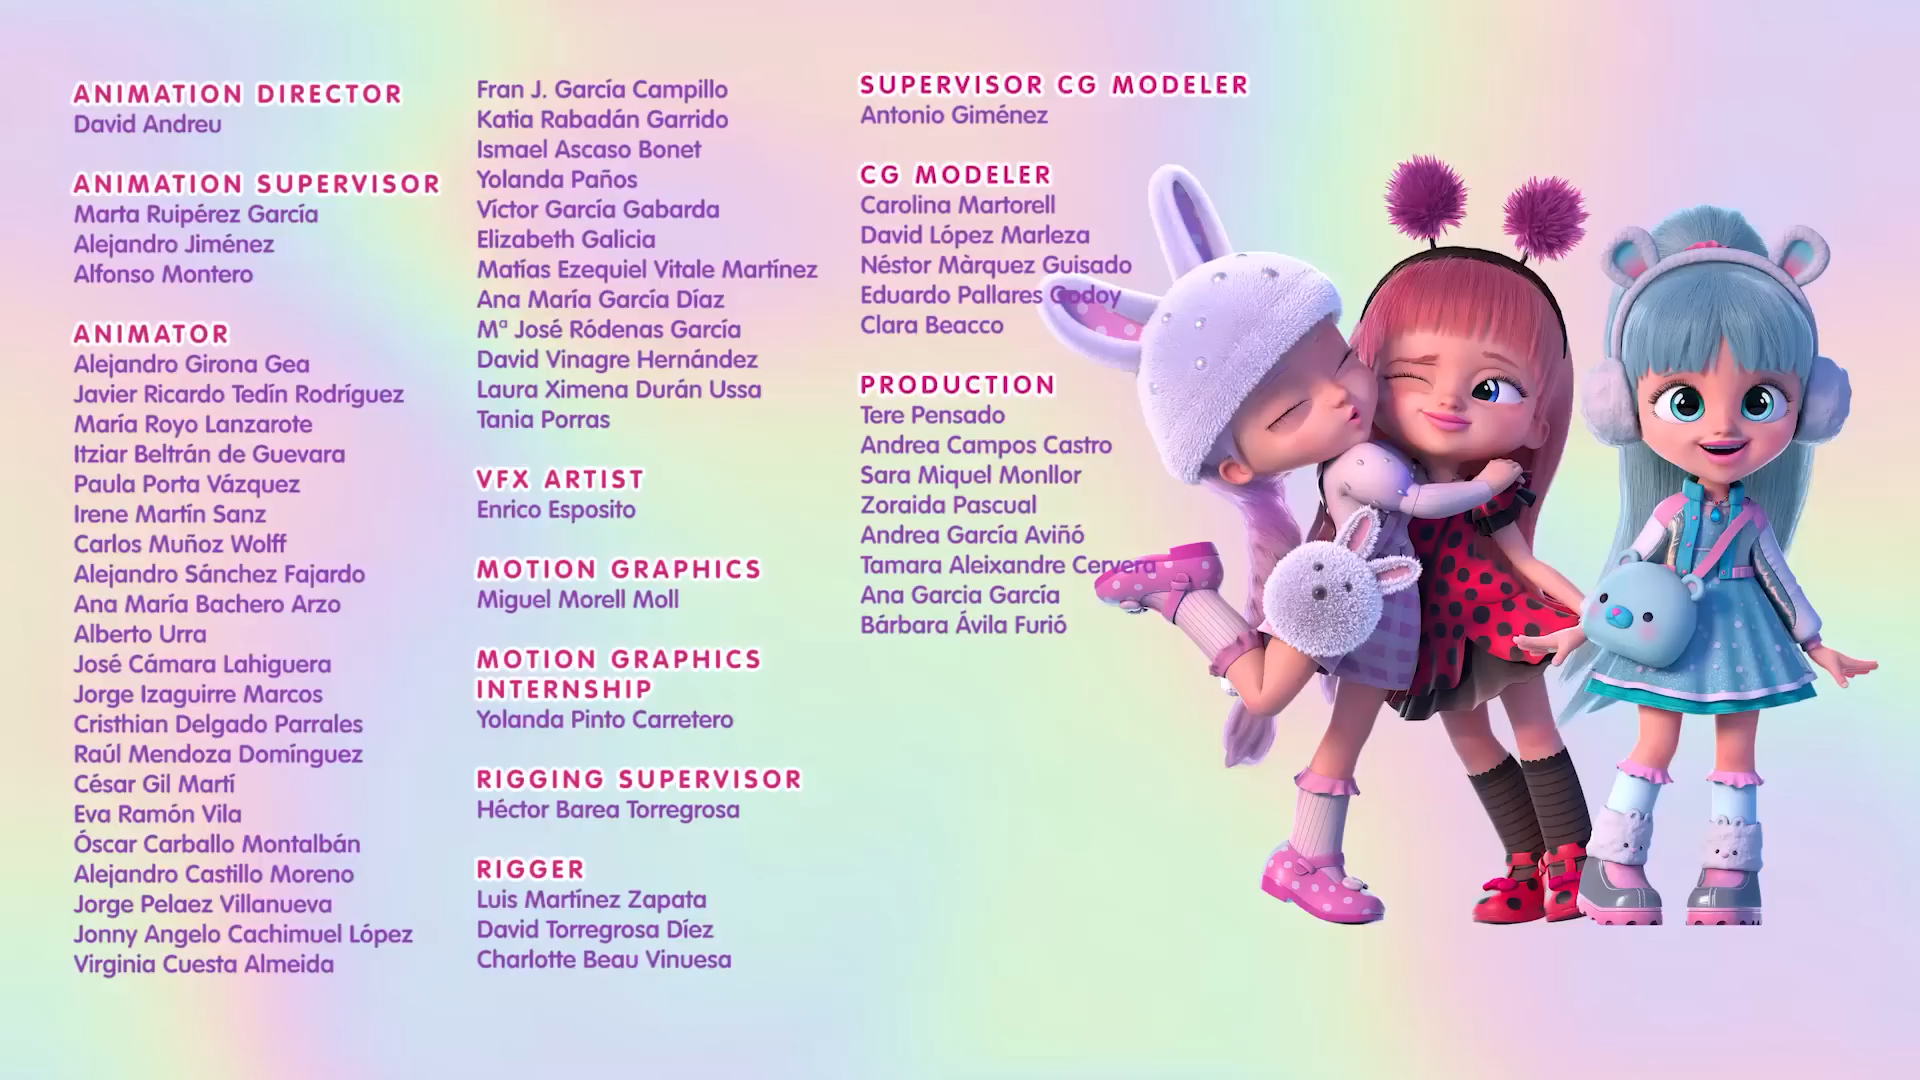 ANIMATION DIRECTOR
David Andreu
ANIMATION SUPERVISOR
Marta Ruipérez García
Alejandro Jiménez
Alfonso Montero
ANIMATOR
Alejandro Girona Gea
Javier Ricardo Tedín Rodríguez
María Royo Lanzarote
Itziar Beltrán de Guevara
Paula Porta Vázquez
Irene Martín Sanz
Carlos Muñoz Wolff
Alejandro Sánchez Fajardo
Ana María Bachero Arzo
Alberto Urra
José Cámara Lahiguera
Jorge Izaguirre Marcos
Cristhian Delgado Parrales
Raúl Mendoza Domínguez
César Gil Martí
Eva Ramón Vila
Óscar Carballo Montalbán
Alejandro Castillo Moreno
Jorge Pelaez Villanueva
Jonny Angelo Cachimuel López
Virginia Cuesta Almeida
Fran J. García Campillo
Katia Rabadán Garrido
Ismael Ascaso Bonet
Yolanda Paños
Víctor García Gabarda
Elizabeth Galicia
Matías Ezequiel Vitale Martínez
Ana María García Díaz
Mª José Ródenas García
David Vinagre Hernández
Laura Ximena Durán Ussa
Tania Porras
VFX ARTIST
Enrico Esposito
MOTION GRAPHICS
Miguel Morell Moll
MOTION GRAPHICS
INTERNSHIP
Yolanda Pinto Carretero
RIGGING SUPERVISOR
Héctor Barea Torregrosa
RIGGER
Luis Martínez Zapata
David Torregrosa Díez
Charlotte Beau Vinuesa
SUPERVISOR CG MODELER
Antonio Giménez
CG MODELER
Carolina Martorell
David López Marleza
Néstor Màrquez Guisado
Eduardo Pallares Godoy
Clara Beacco
PRODUCTION
Tere Pensado
Andrea Campos Castro
Sara Miquel Monllor
Zoraida Pascual
Andrea García Aviñó
Tamara Aleixandre Cervera
Ana Garcia García
Bárbara Ávila Furió